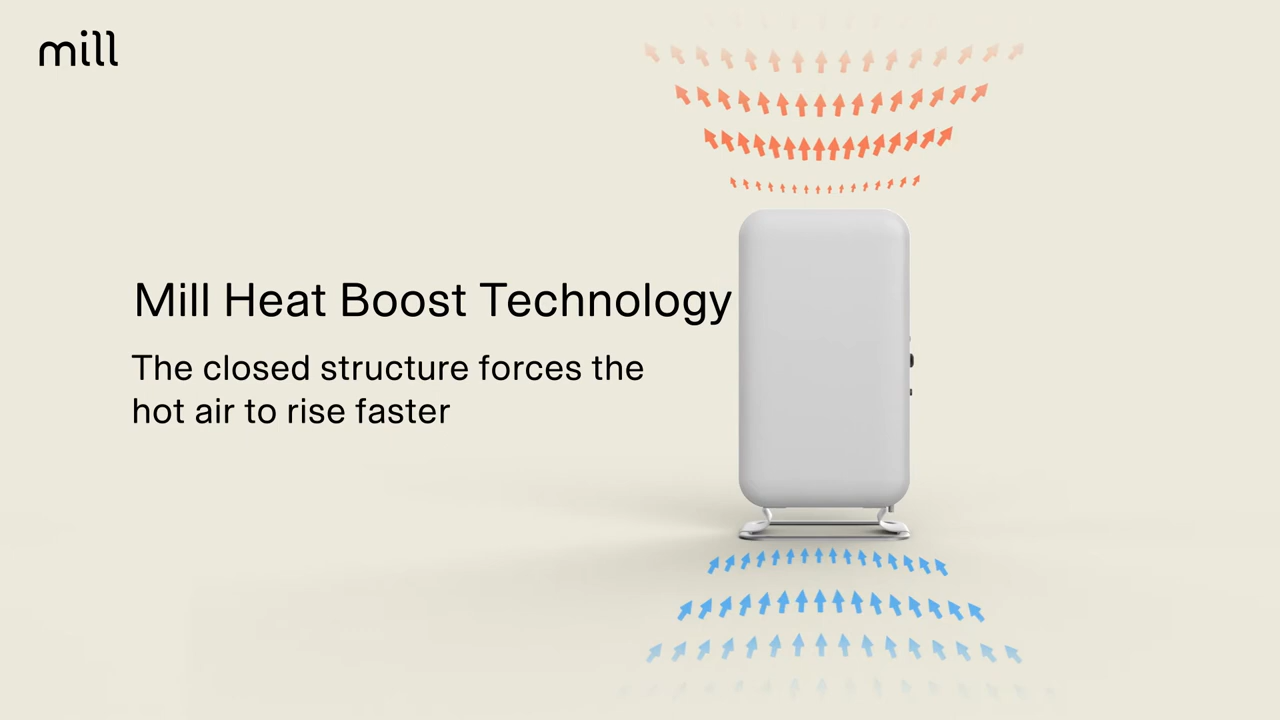 mill
Mill Heat Boost Technology
The closed structure forces the
hot air to rise faster